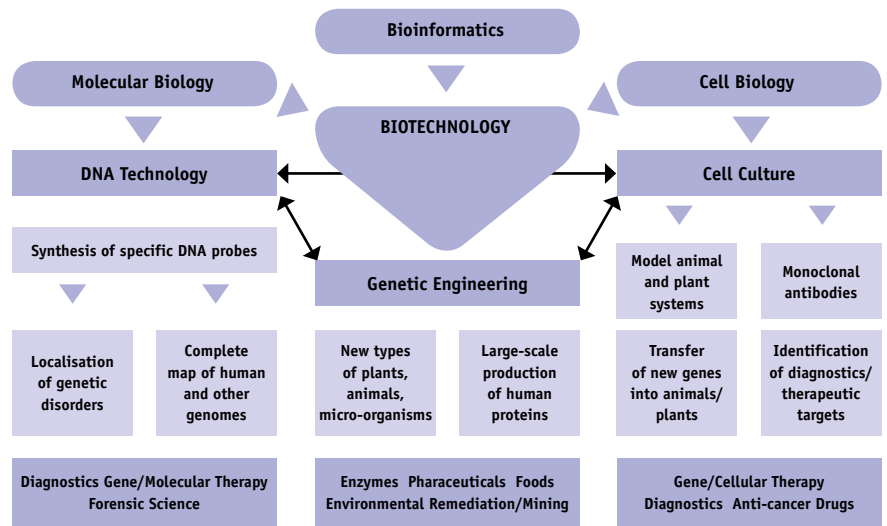 Bioinformatics
Molecular Biology
Cell Biology
BIOTECHNOLOGY
DNA Technology
Cell Culture
Synthesis of specific DNA probes
Genetic Engineering
Model animal
and plant
systems
Monoclonal
antibodies
Localisation
of genetic
disorders
Complete
map of human
and other
genomes
New types
of plants,
animals,
micro-organisms
Large-scale
production
of human
proteins
Transfer
of new genes
into animals/
plants
Identification
of diagnostics/
therapeutic
targets
Diagnostics Gene/Molecular Therapy
Forensic Science
Enzymes Pharaceuticals Foods
Environmental Remediation/Mining
Gene/Cellular Therapy
Diagnostics Anti-cancer Drugs